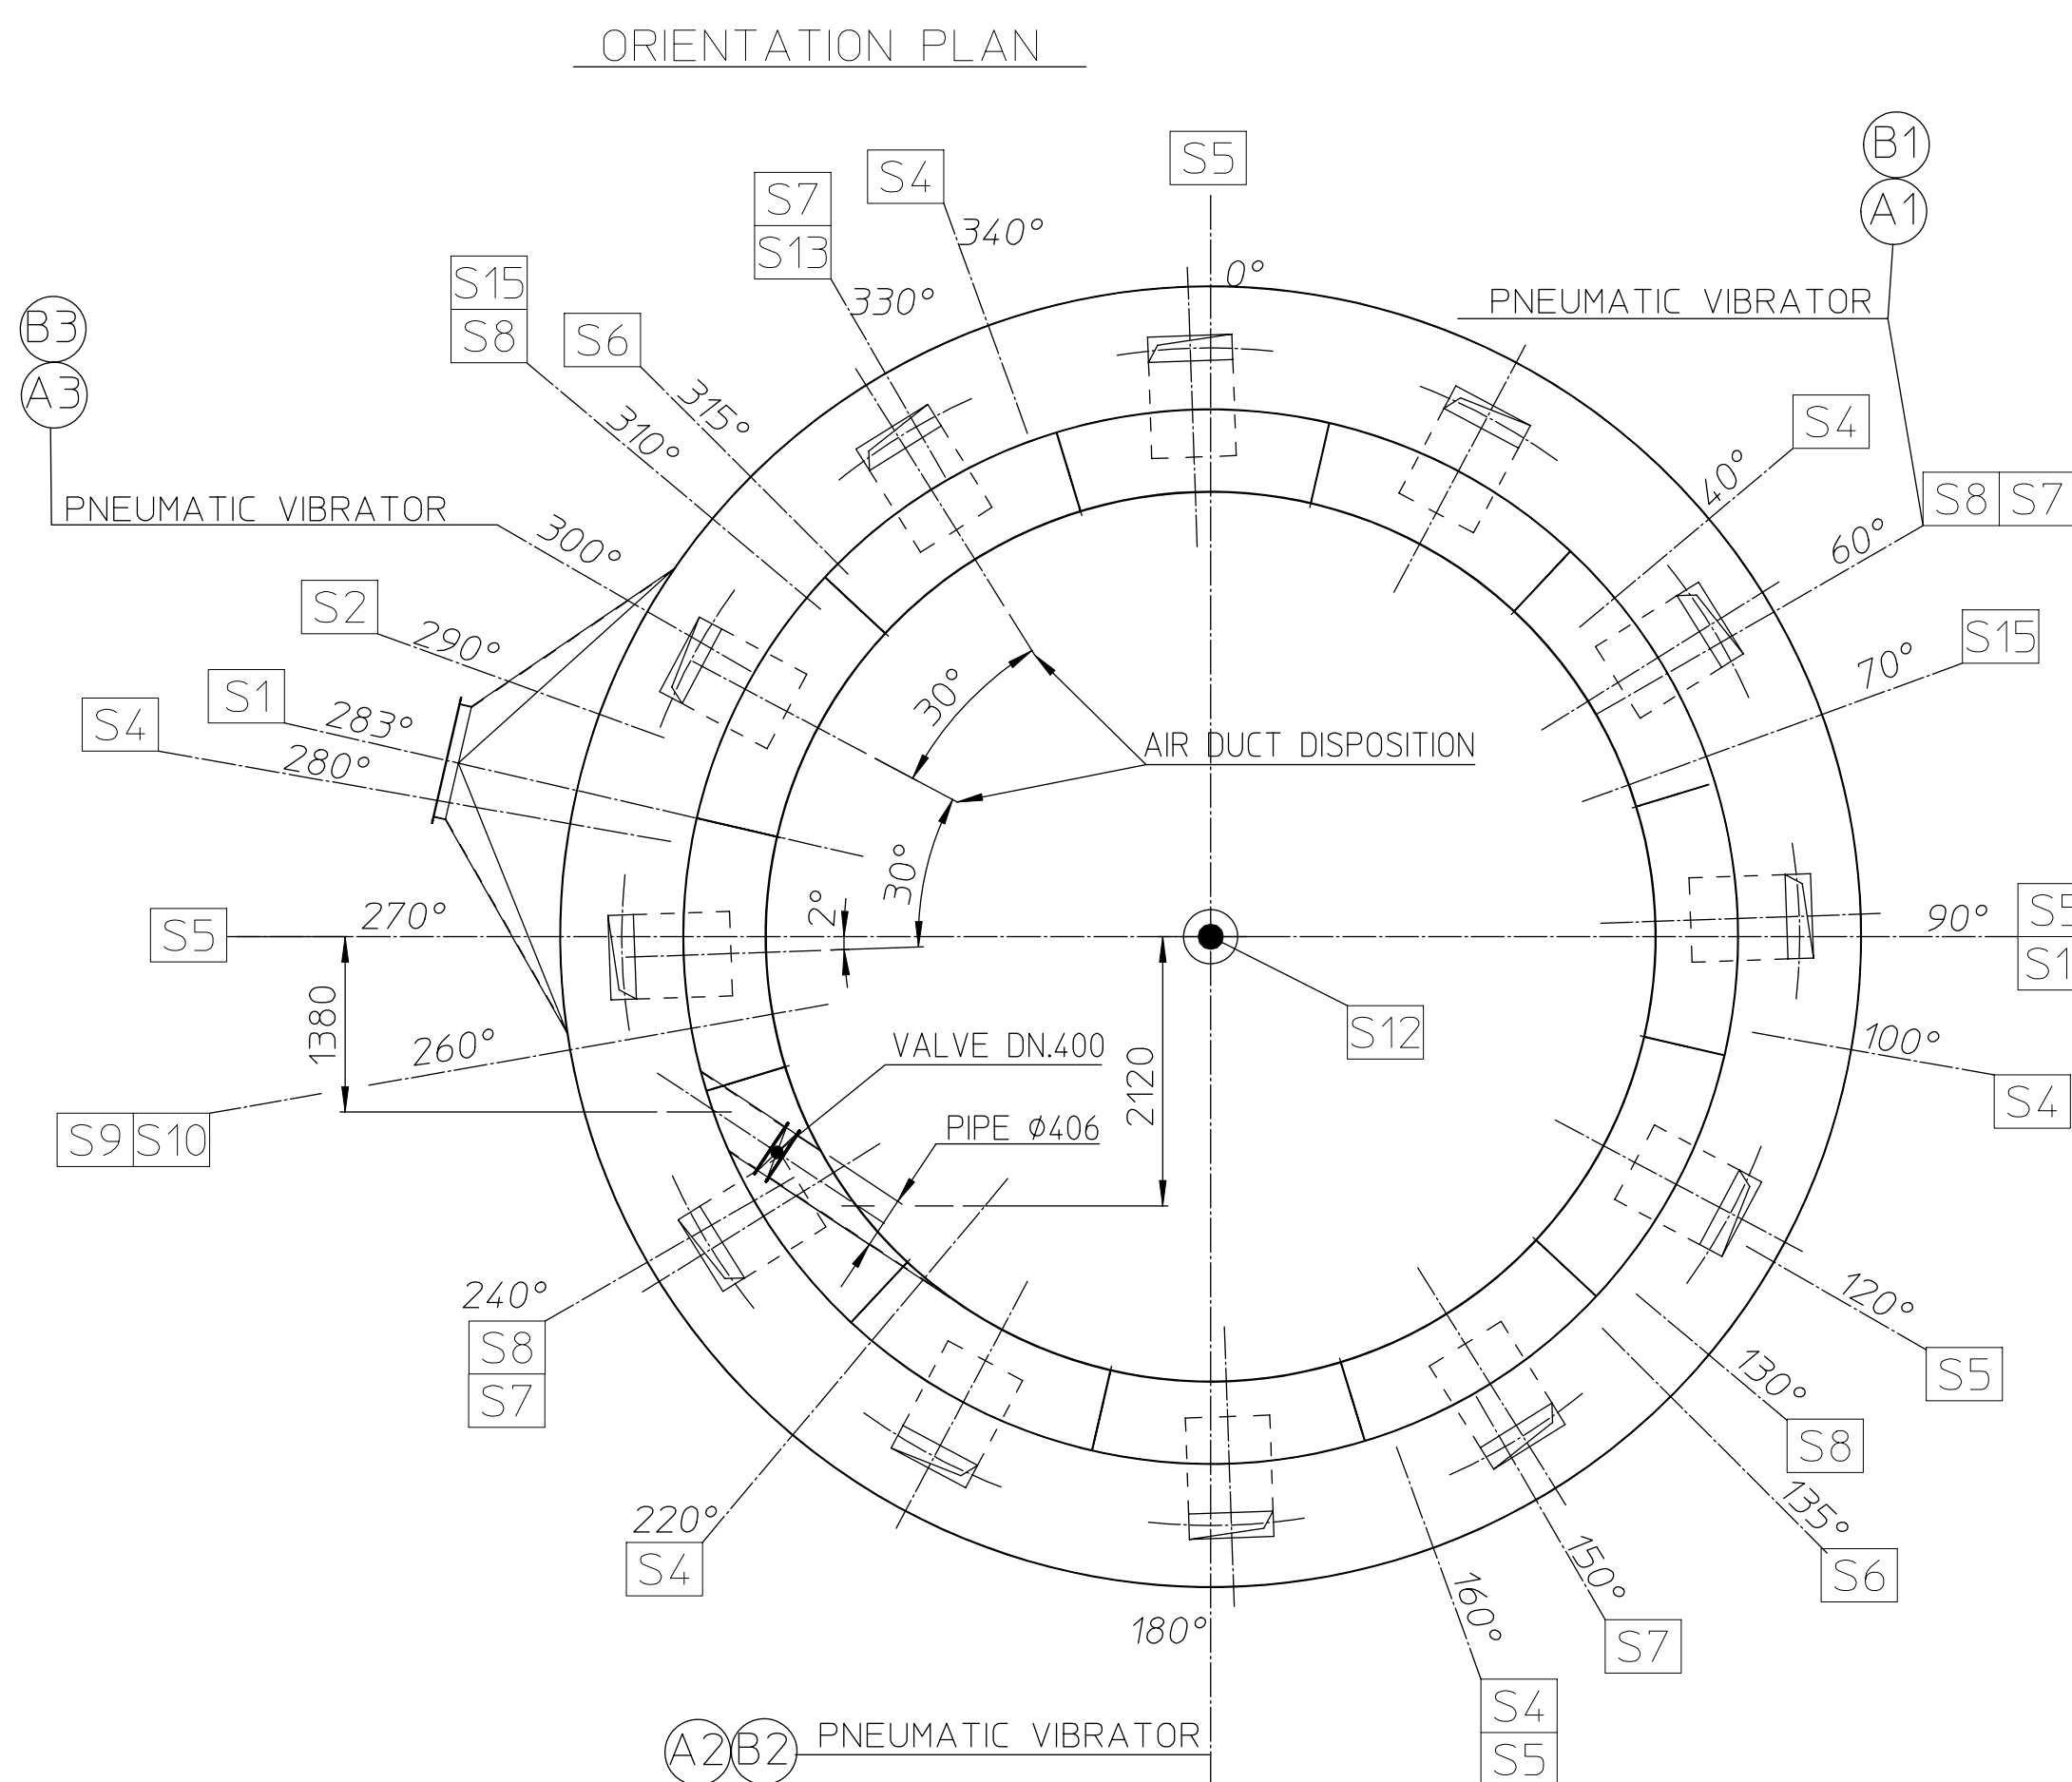 ORIENTATION PLAN
B1
A1
S5
S4
S7
S13
340°
330°
0°
S15
S8
S6
315°
310°
PNEUMATIC VIBRATOR
B3
A3
PNEUMATIC VIBRATOR
300°
S4
40°
S8 S7
60°
S2
290°
S15
70°
S1
283°
S4
280°
30°
AIR DUCT DISPOSITION
30°
2°
S5
270°
90°
S5
1380
260°
S9 S10
VALVE DN.400
PIPE Ø406
2120
S12
100°
S4
240°
S8
S7
120°
S5
130°
S8
135°
S6
220°
S4
150°
S7
160°
S4
S5
180°
A2 B2 PNEUMATIC VIBRATOR